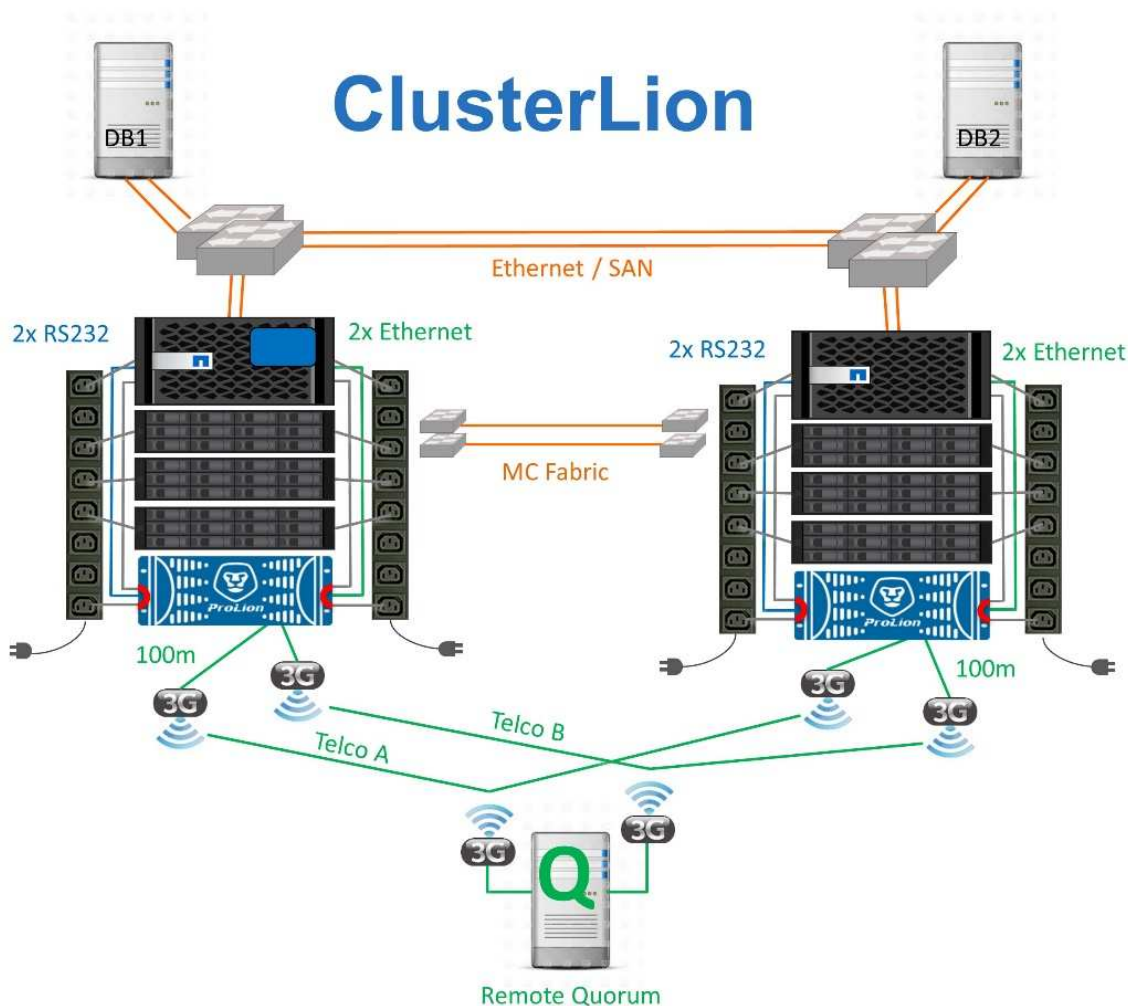 ClusterLion
DB1
DB2
Ethernet / SAN
2x RS232
2x Ethernet
2x RS232
2x Ethernet
MC Fabric
ProLion
ProLion
100m
100m
3G
3G
3G
3G
Telco A
Telco B
3G
3G
Q
Remote Quorum